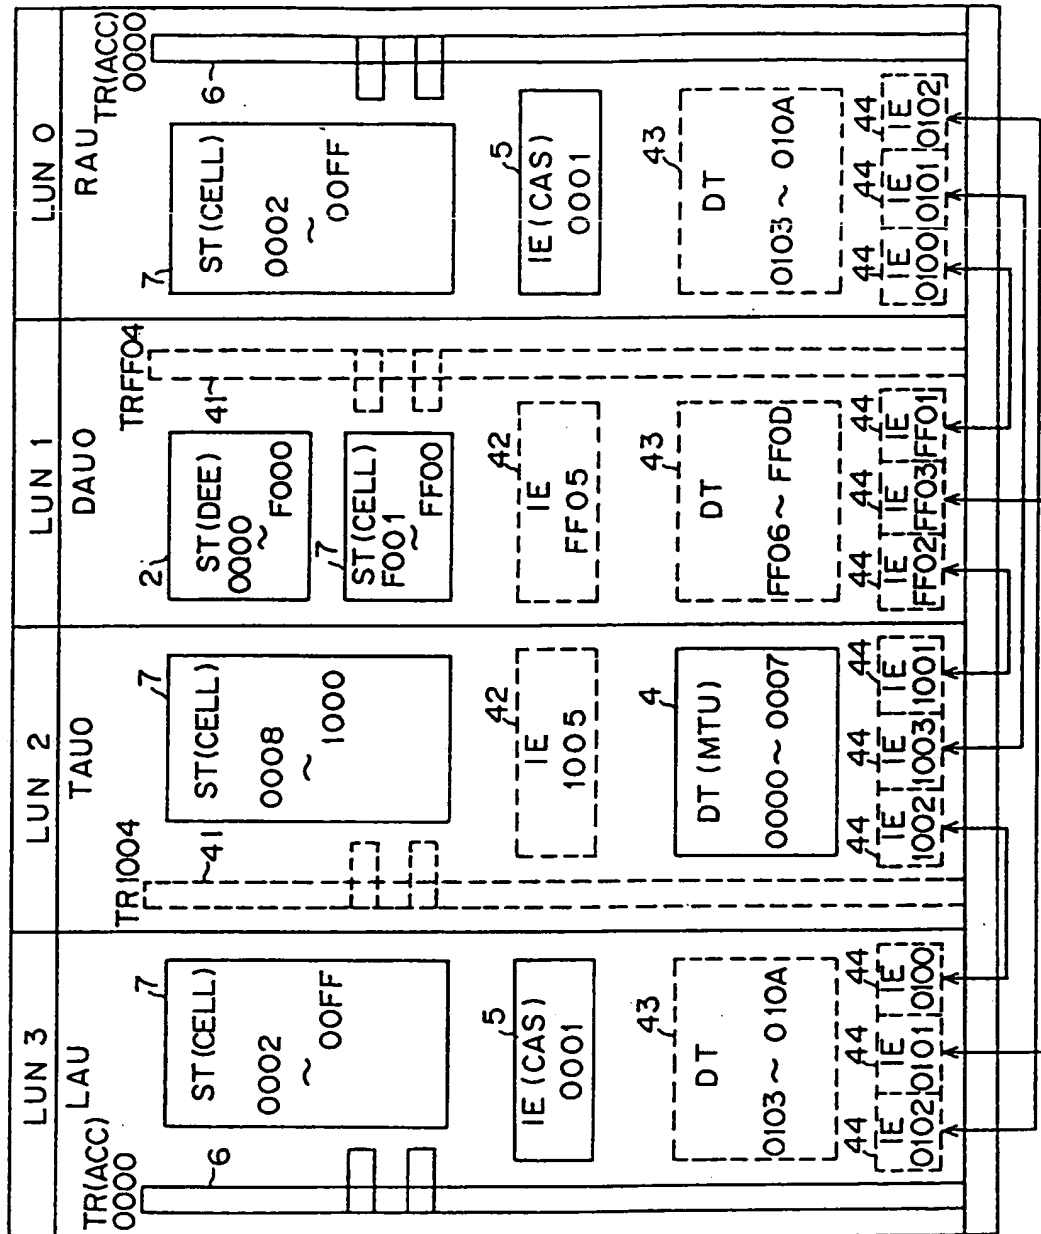 LUN 3
LAU
TR(ACC)
0000
6
7
ST(CELL)
0002
~
00FF
5
IE(CAS)
0001
43
DT
0103~010A
44
IE
0102
44
IE
0101
44
IE
0100
LUN 2
TAU0
TR1004
41
7
ST(CELL)
0008
~
1000
42
IE
1005
4
DT(MTU)
0000~0007
44
IE
1002
44
IE
1003
44
IE
1001
LUN 1
DAU0
TRFF04
41
2
ST(DEE)
0000
~
F000
7
ST(CELL)
F001
~
FF00
42
IE
FF05
43
DT
FF06~FF0D
44
IE
FF02
44
IE
FF03
44
IE
FF01
LUN 0
RAU
TR(ACC)
0000
6
7
ST(CELL)
0002
~
00FF
5
IE(CAS)
0001
43
DT
0103~010A
44
IE
0100
44
IE
0101
44
IE
0102